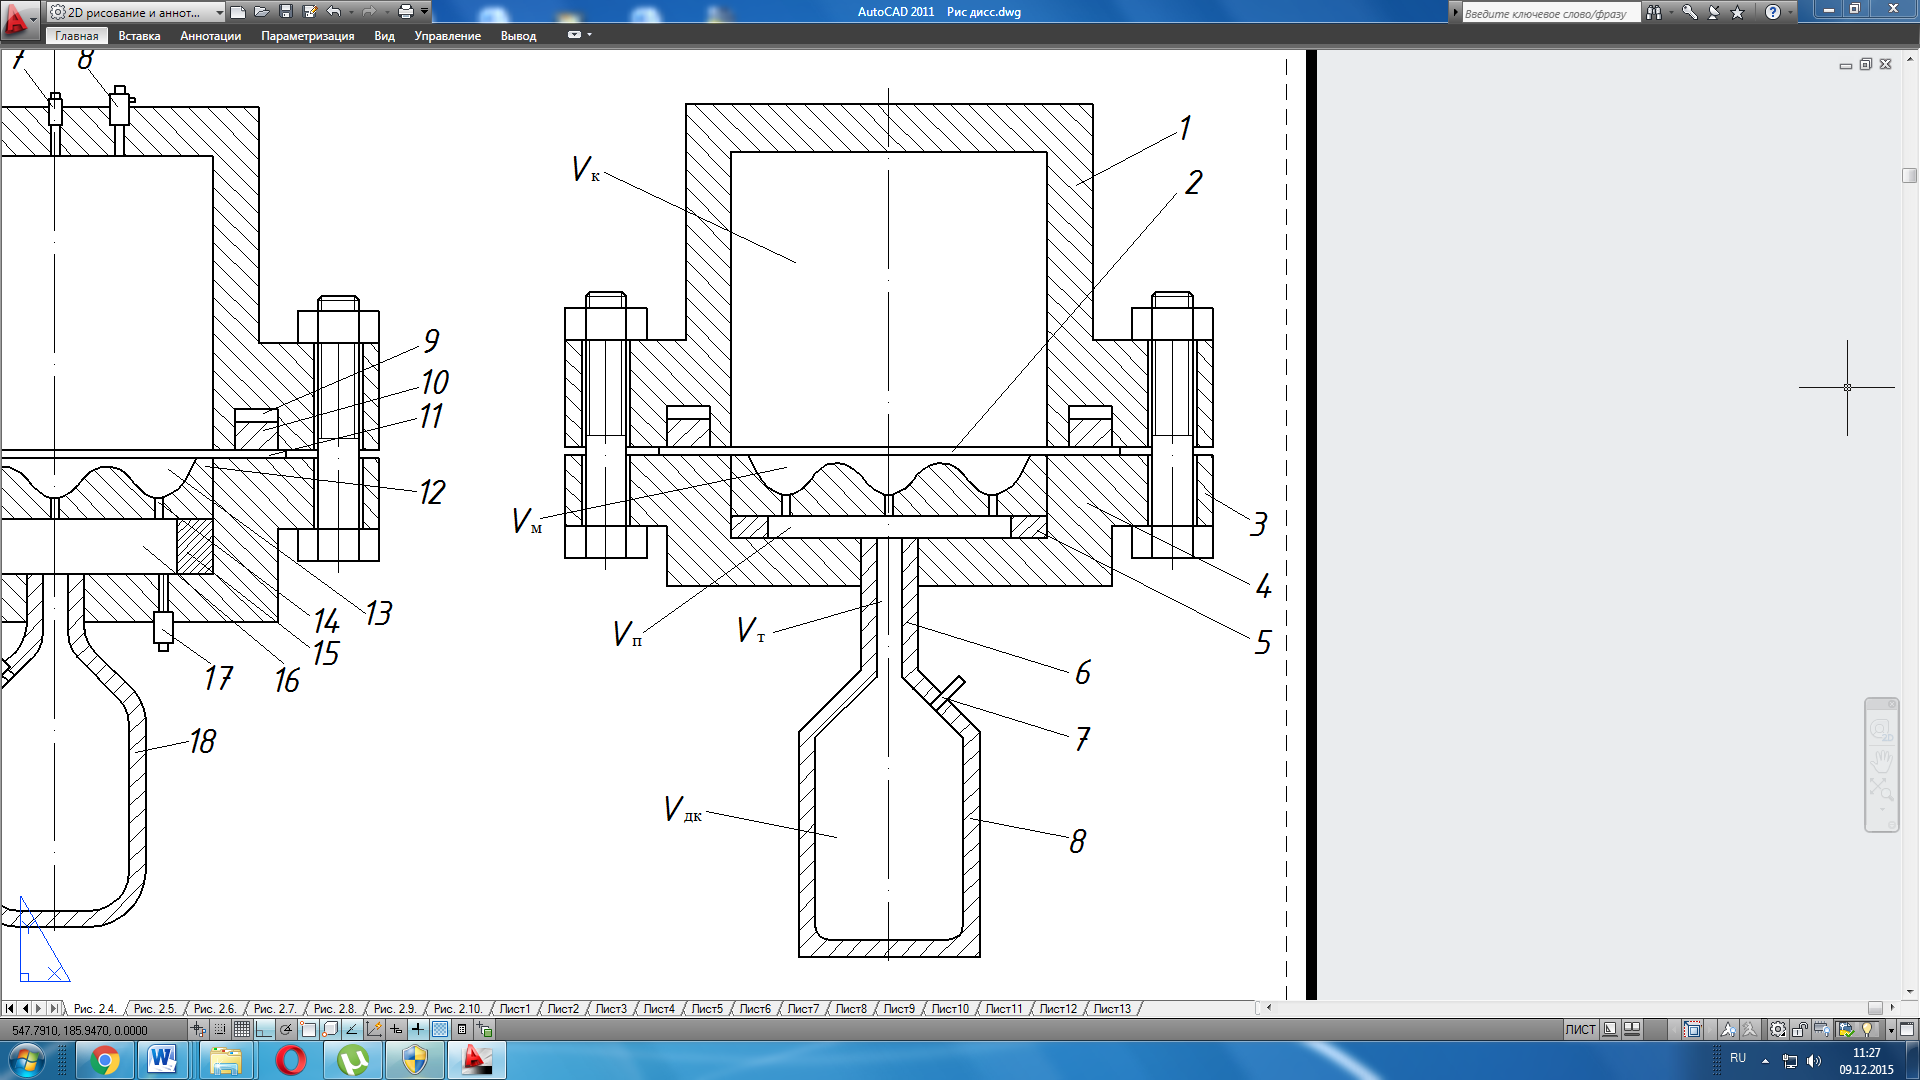 2D рисование и аннот...
AutoCAD 2011 Рис дисс.dwg
Введите ключевое слово/фразу
Главная Вставка Аннотации Параметризация Вид Управление Вывод
7 8
1
Vк
2
9
10
11
12
Vм
3
4
13
14
Vп
Vт
5
15
17
16
6
18
7
Vдк
8
2D
Рис. 2.4. Рис. 2.5. Рис. 2.6. Рис. 2.7. Рис. 2.8. Рис. 2.9. Рис. 2.10. Лист1 Лист2 Лист3 Лист4 Лист5 Лист6 Лист7 Лист8 Лист9 Лист10 Лист11 Лист12 Лист13
547.7910, 185.9470, 0.0000
ЛИСТ
RU
11:27
09.12.2015